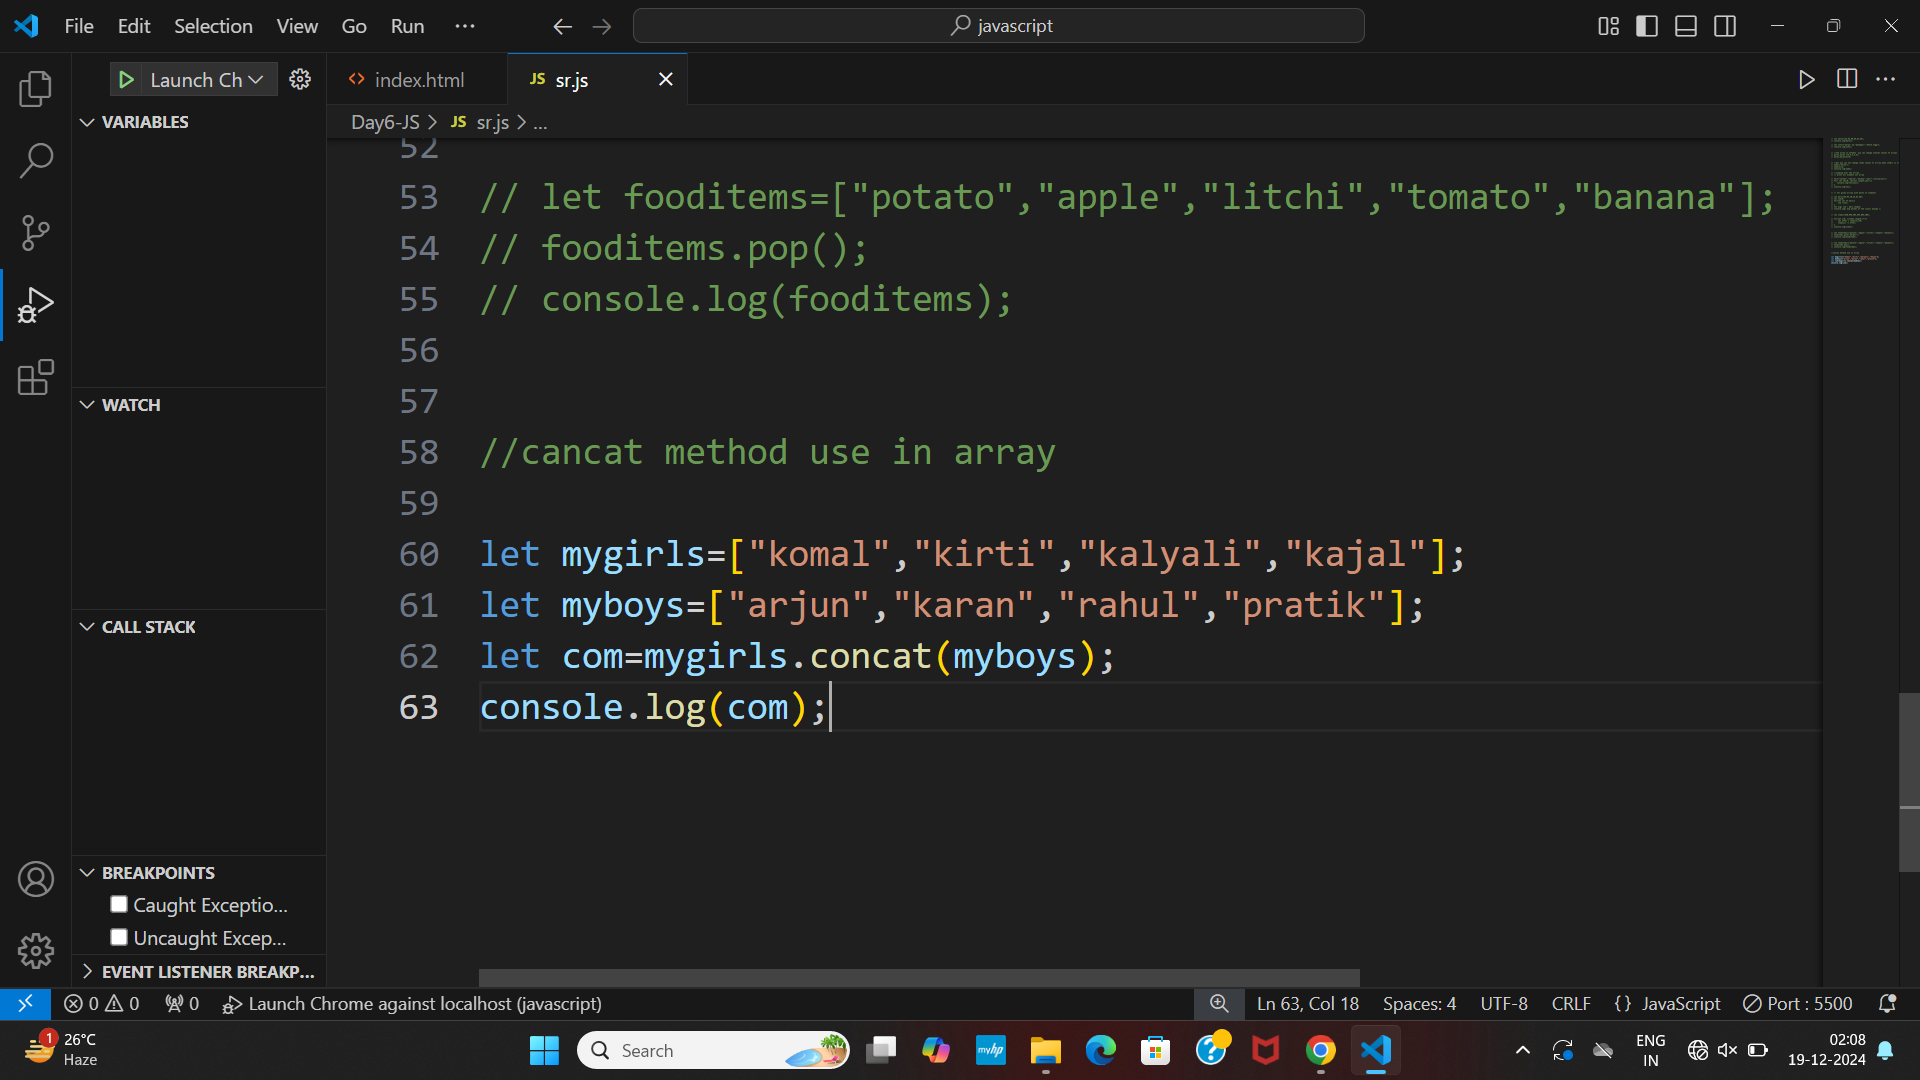 File Edit Selection View Go Run ···
javascript
Launch Ch
index.html
JS sr.js
VARIABLES
WATCH
CALL STACK
BREAKPOINTS
Caught Exceptio...
Uncaught Excep...
EVENT LISTENER BREAKP...
Day6-JS > JS sr.js > ...
52
53 // let fooditems=["potato","apple","litchi","tomato","banana"];
54 // fooditems.pop();
55 // console.log(fooditems);
56
57
58 //cancat method use in array
59
60 let mygirls=["komal","kirti","kalyali","kajal"];
61 let myboys=["arjun","karan","rahul","pratik"];
62 let com=mygirls.concat(myboys);
63 console.log(com);
0 0 0 Launch Chrome against localhost (javascript)
Ln 63, Col 18 Spaces: 4 UTF-8 CRLF {} JavaScript Port : 5500
1
26°C
Haze
Search
myhp
ENG
IN
02:08
19-12-2024